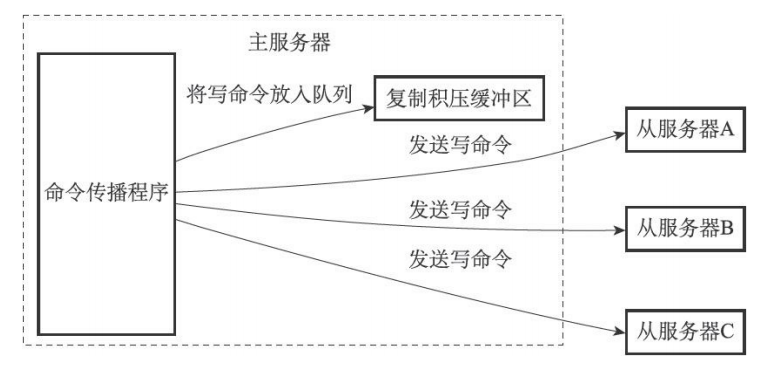 主服务器
将写命令放入队列
复制积压缓冲区
发送写命令
从服务器A
命令传播程序
发送写命令
从服务器B
发送写命令
从服务器C